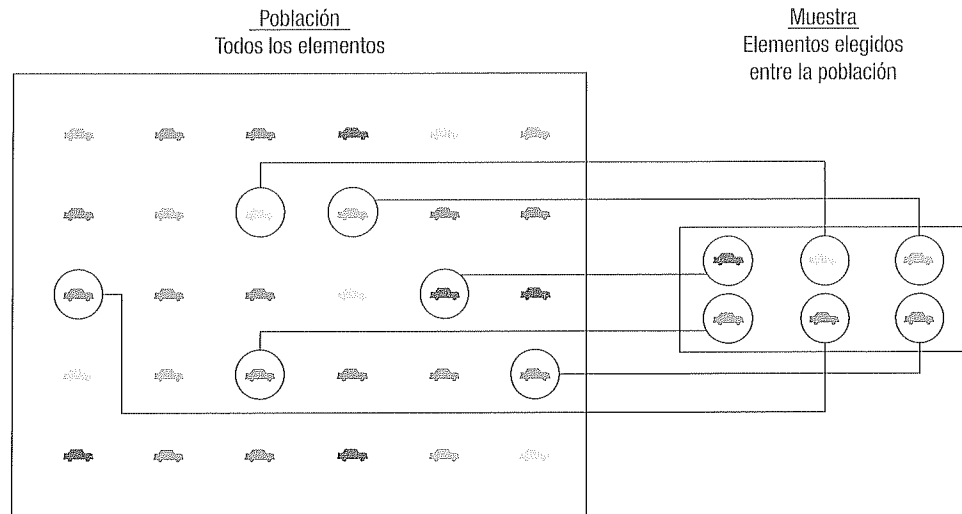 Población
Todos los elementos
Muestra
Elementos elegidos
entre la población